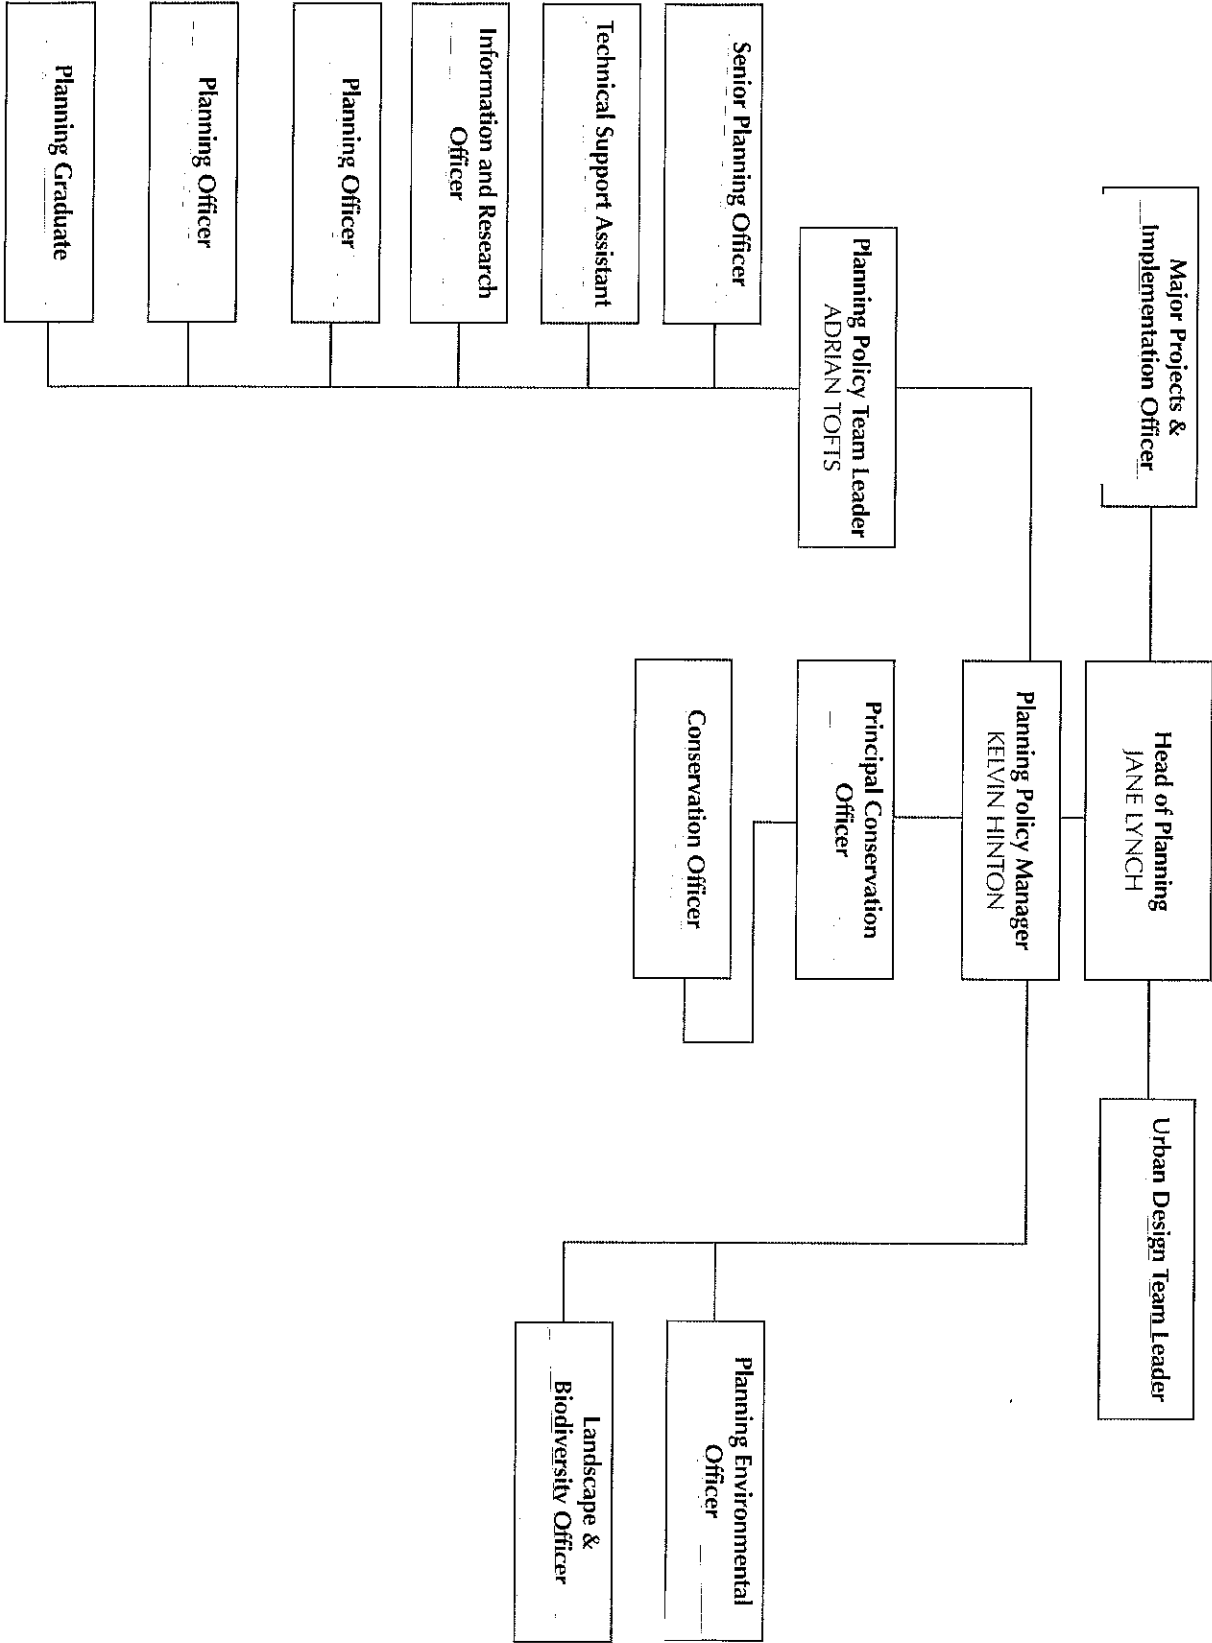 Head of Planning
JANE LYNCH
Major Projects &
Implementation Officer
Urban Design Team Leader
Planning Policy Manager
KELVIN HINTON
Planning Policy Team Leader
ADRIAN TOFTS
Principal Conservation
Officer
Conservation Officer
Senior Planning Officer
Technical Support Assistant
Information and Research
Officer
Planning Officer
Planning Officer
Planning Graduate
Planning Environmental
Officer
Landscape &
Biodiversity Officer